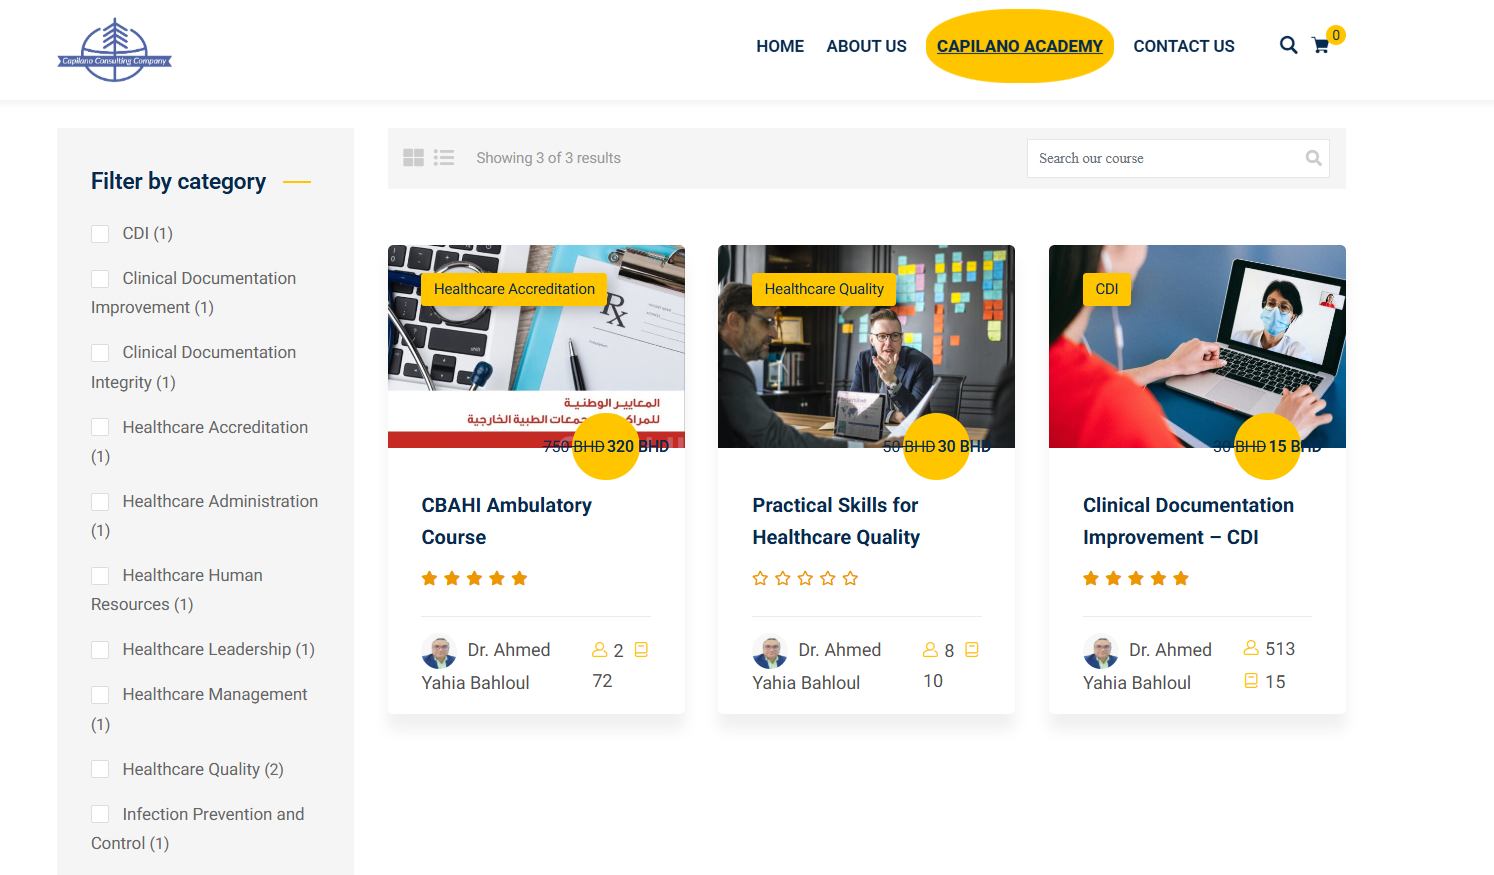 Capilano Consulting Company
HOME
ABOUT US
CAPILANO ACADEMY
CONTACT US
0
Filter by category
CDI (1)
Clinical Documentation
Improvement (1)
Clinical Documentation
Integrity (1)
Healthcare Accreditation
(1)
Healthcare Administration
(1)
Healthcare Human
Resources (1)
Healthcare Leadership (1)
Healthcare Management
(1)
Healthcare Quality (2)
Infection Prevention and
Control (1)
Showing 3 of 3 results
Search our course
Healthcare Accreditation
Rx
المعايير الوطنية
750 BHD 320 BHD
CBAHI Ambulatory
Course
Dr. Ahmed
Yahia Bahloul
2
72
Healthcare Quality
50 BHD 30 BHD
Practical Skills for
Healthcare Quality
Dr. Ahmed
Yahia Bahloul
8
10
CDI
30 BHD 15 BHD
Clinical Documentation
Improvement – CDI
Dr. Ahmed
Yahia Bahloul
513
15